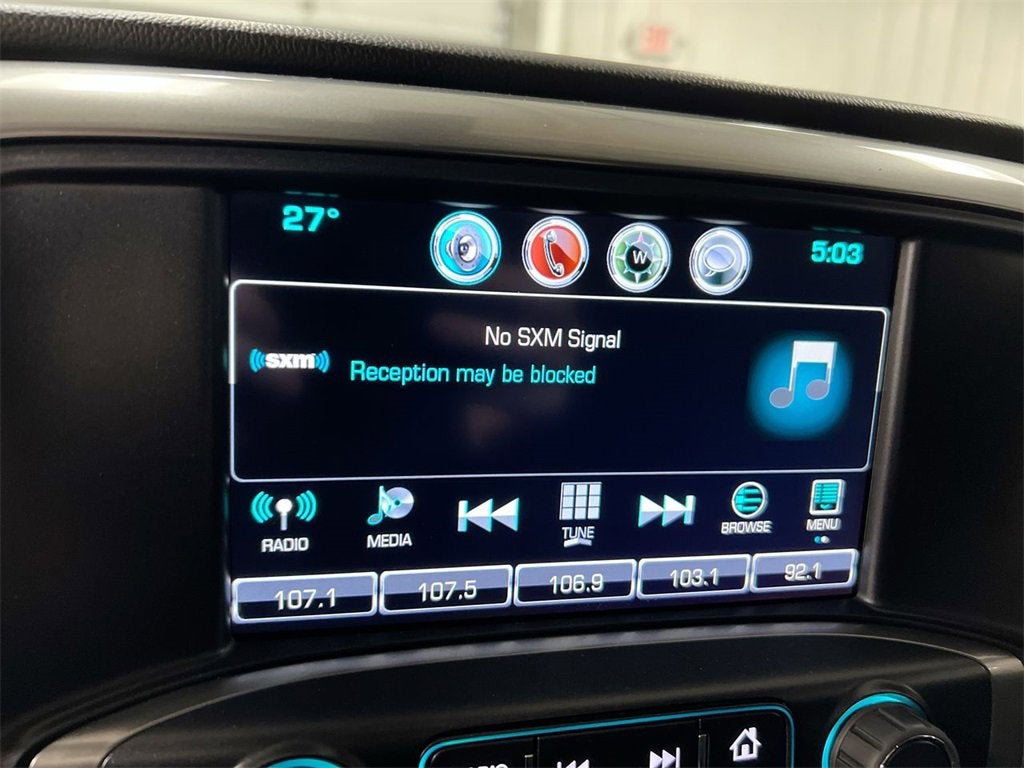 27°
W
5:03
No SXM Signal
((sxm))
Reception may be blocked
RADIO
MEDIA
TUNE
BROWSE
MENU
107.1
107.5
106.9
103.1
92.1